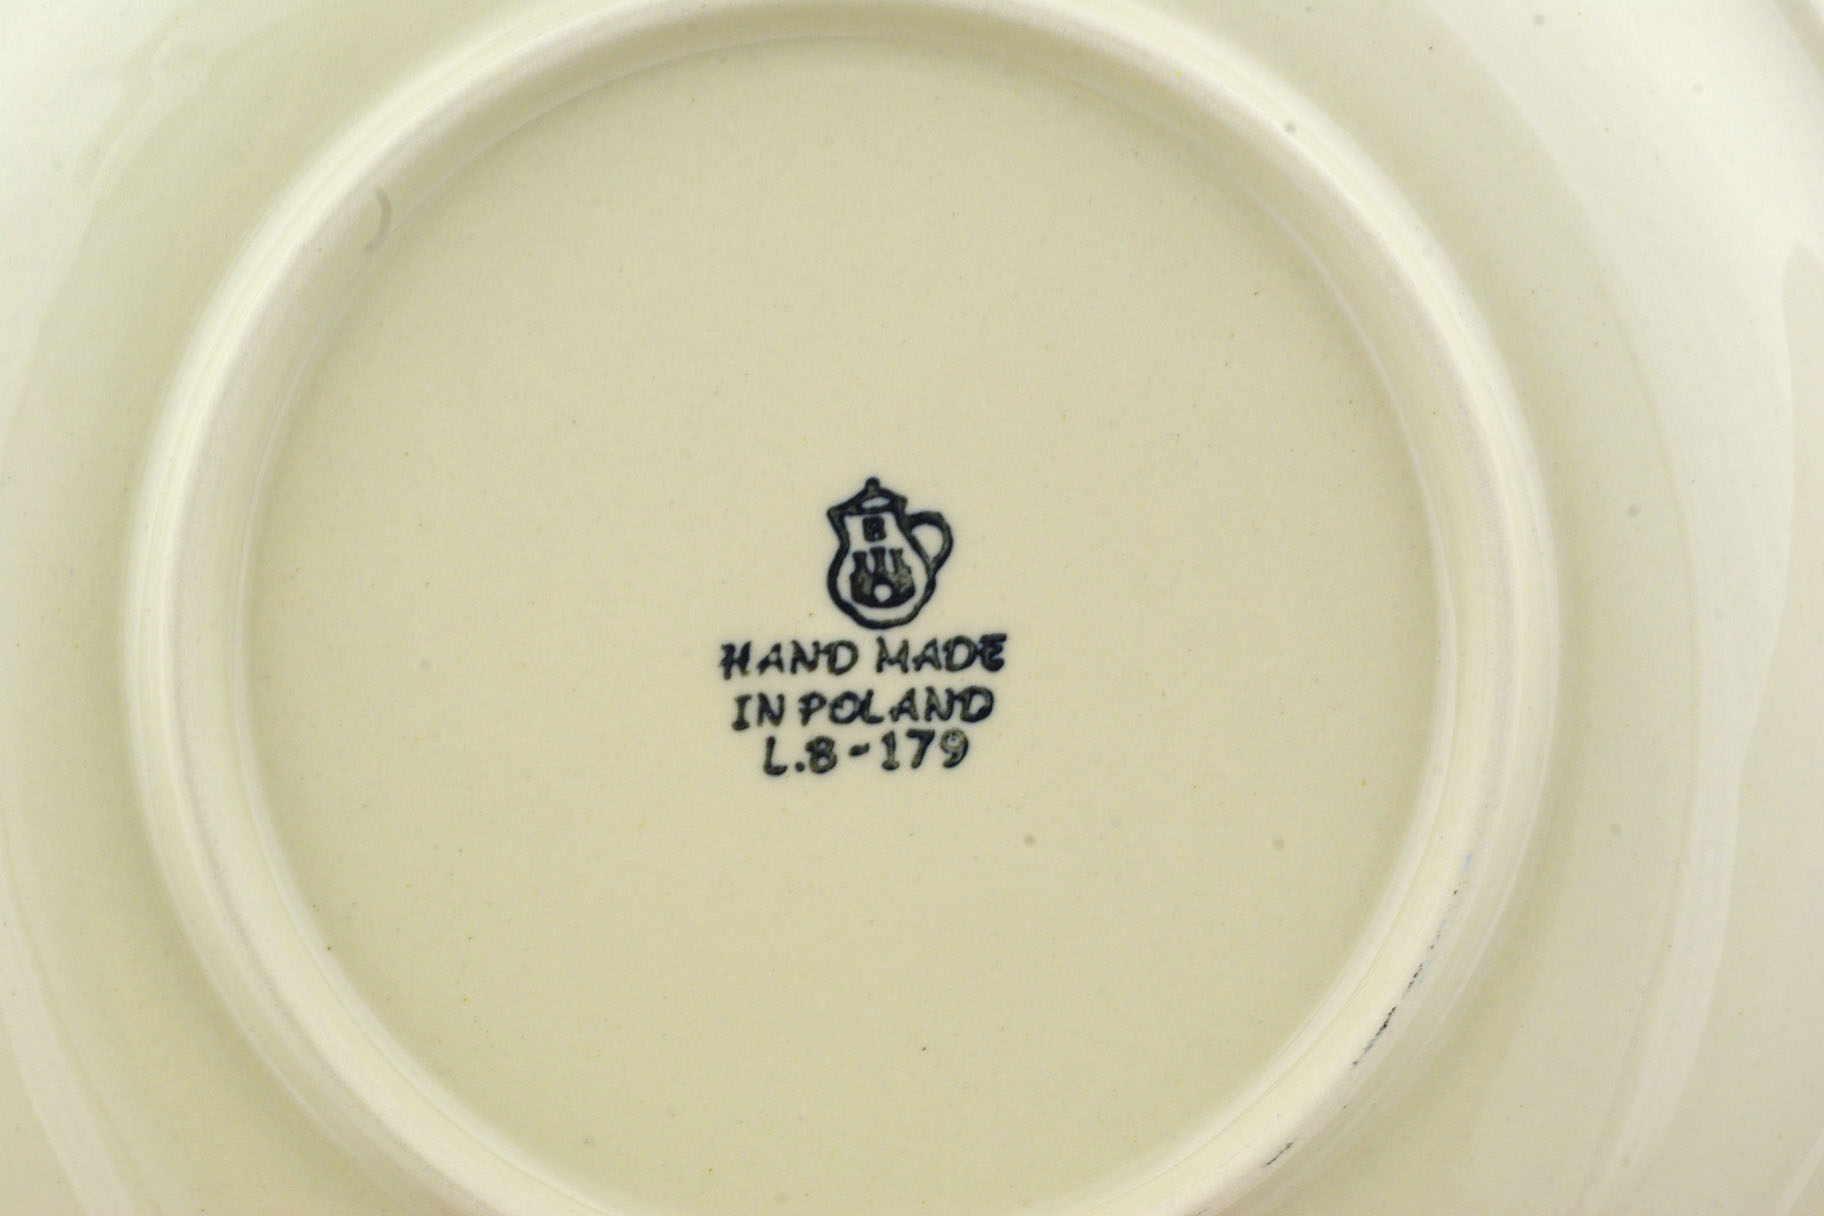 B
HAND MADE
IN POLAND
L.8-179